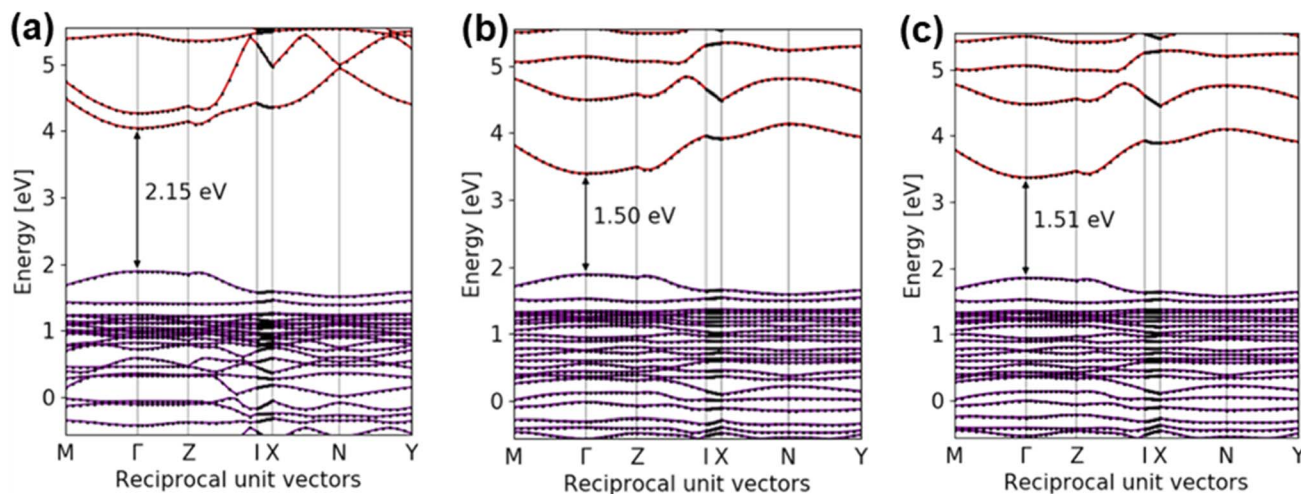 (a)
Energy [eV]
5
4
3
2
1
0
2.15 eV
M Γ Z I X N Y
Reciprocal unit vectors
(b)
Energy [eV]
5
4
3
2
1
0
1.50 eV
M Γ Z I X N Y
Reciprocal unit vectors
(c)
Energy [eV]
5
4
3
2
1
0
1.51 eV
M Γ Z I X N Y
Reciprocal unit vectors